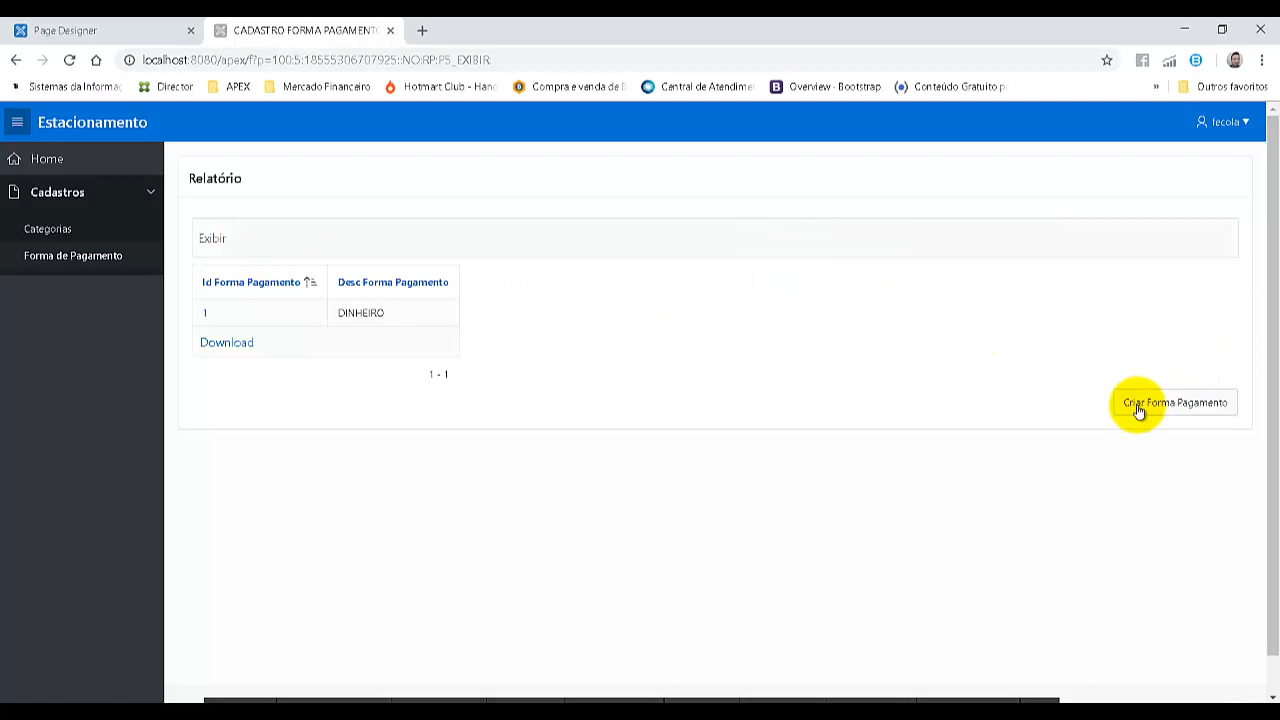 Page Designer
CADASTRO FORMA PAGAMENT
localhost:8080/apex/f?p=100:5:18555306707925::NO:RP:P5_EXIBIR:
Sistemas da Informaç Director APEX Mercado Financeiro Hotmart Club - Han Compra e venda de Central de Atendime Overview · Bootstrap Conteúdo Gratuito p » Outros favoritos
Estacionamento
fecola
Home
Cadastros
Categorias
Forma de Pagamento
Relatório
Exibir
Id Forma Pagamento Desc Forma Pagamento
1 DINHEIRO
Download
1 - 1
Criar Forma Pagamento